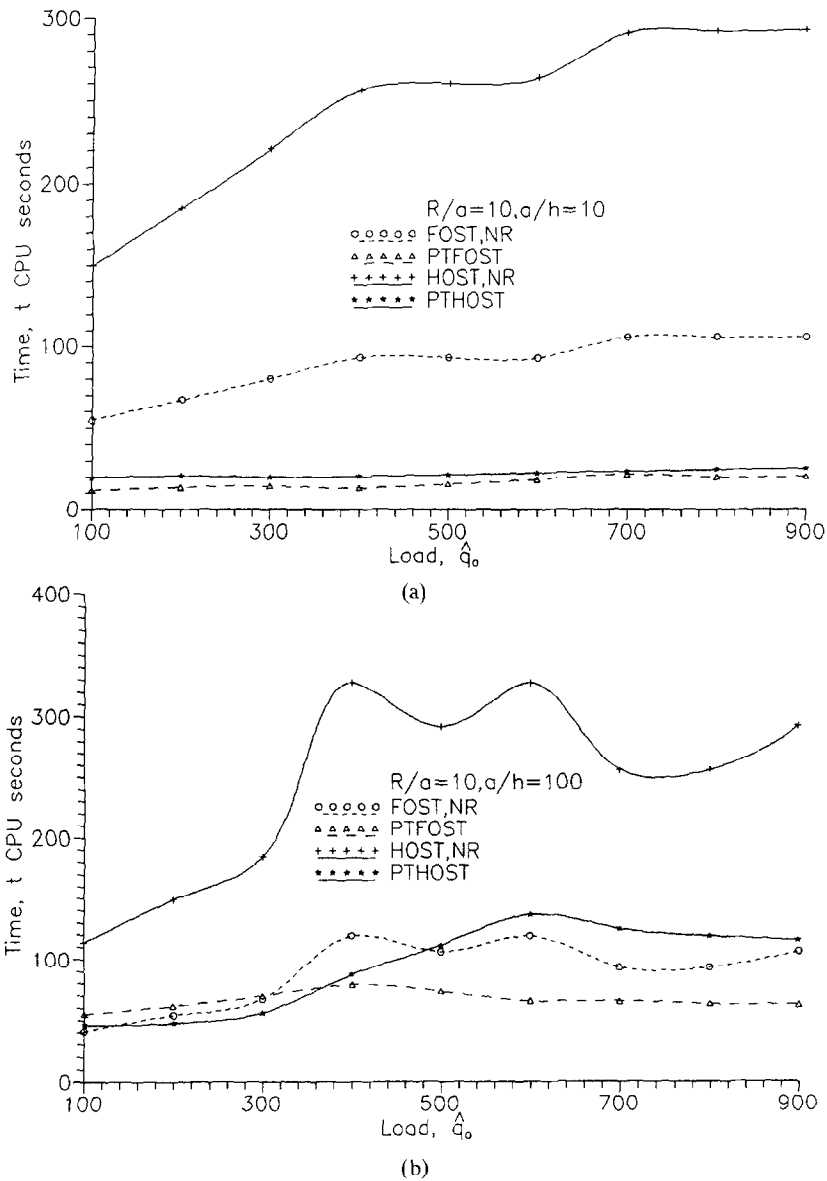 300
200
100
0
Time, t CPU seconds
R/a=10,a/h=10
FOST,NR
PTFOST
HOST,NR
PTHOST
100 300 500 700 900
Load, q̂₀
(a)
400
300
200
100
0
Time, t CPU seconds
R/a=10,a/h=100
FOST,NR
PTFOST
HOST,NR
PTHOST
100 300 500 700 900
Load, q̂₀
(b)